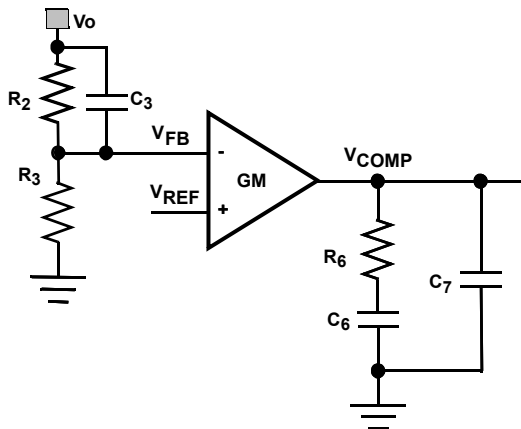 Vo
R2
C3
VFB
-
VCOMP
R3
GM
VREF
+
R6
C7
C6